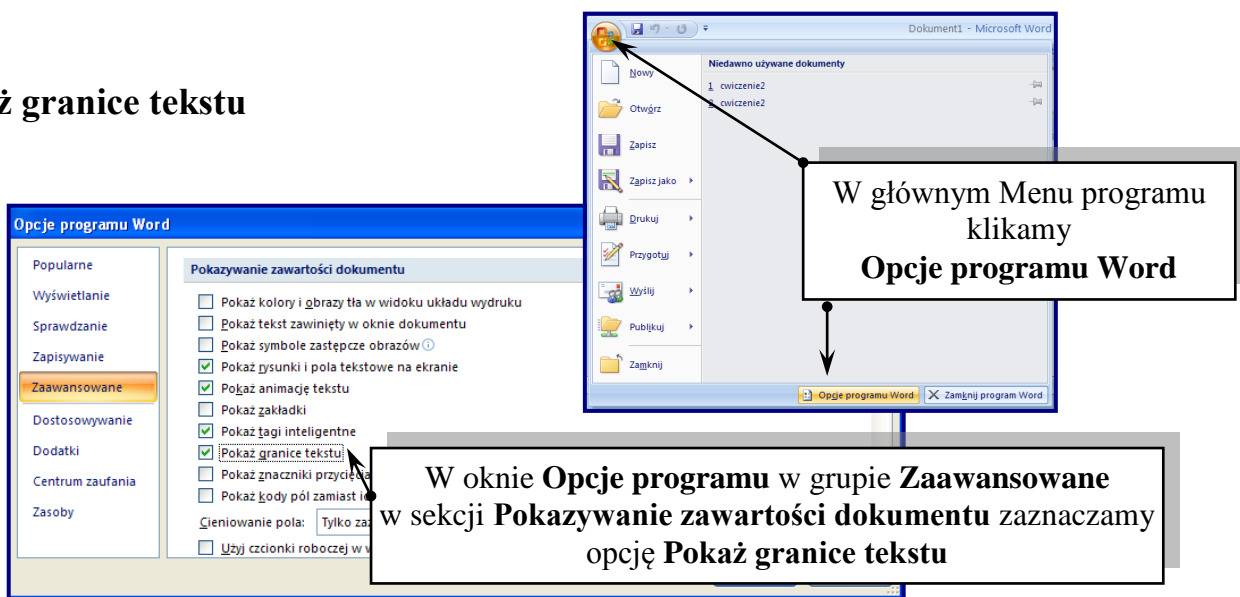 ż granice tekstu
Dokument1 - Microsoft Word
Niedawno używane dokumenty
1 cwiczenie2
cwiczenie2
Nowy
Otwórz
Zapisz
Zapisz jako
Drukuj
Przygotuj
Wyślij
Publikuj
Zamknij
Opcje programu Word
Zamknij program Word
W głównym Menu programu
klikamy
Opcje programu Word
Opcje programu Word
Popularne
Wyświetlanie
Sprawdzanie
Zapisywanie
Zaawansowane
Dostosowywanie
Dodatki
Centrum zaufania
Zasoby
Pokazywanie zawartości dokumentu
Pokaż kolory i obrazy tła w widoku układu wydruku
Pokaż tekst zawinięty w oknie dokumentu
Pokaż symbole zastępcze obrazów
Pokaż rysunki i pola tekstowe na ekranie
Pokaż animację tekstu
Pokaż zakładki
Pokaż tagi inteligentne
Pokaż granice tekstu
Pokaż znaczniki przycięcia
Pokaż kody pól zamiast
Cieniowanie pola: Tylko
Użyj czcionki roboczej w
W oknie Opcje programu w grupie Zaawansowane
w sekcji Pokazywanie zawartości dokumentu zaznaczamy
opcję Pokaż granice tekstu